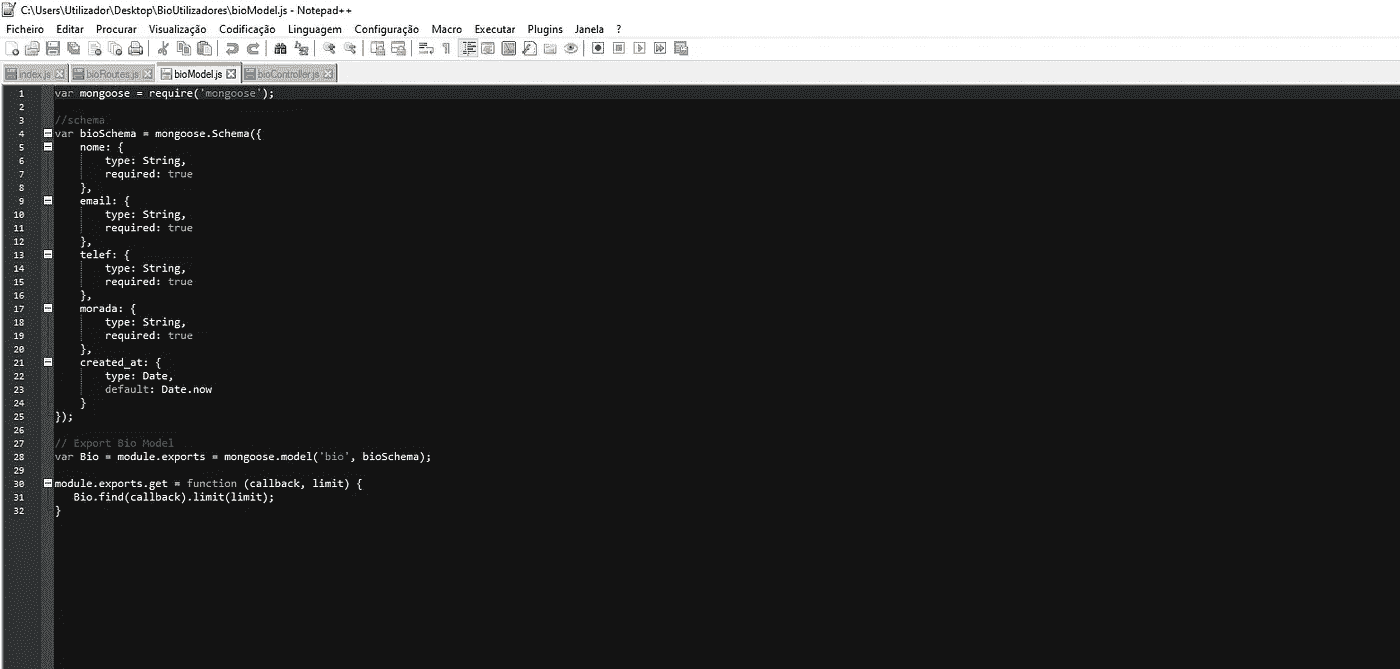 C:\Users\Utilizador\Desktop\BioUtilizadores\bioModel.js - Notepad++
Ficheiro Editar Procurar Visualização Codificação Linguagem Configuração Macro Executar Plugins Janela ?
index.js bioRoutes.js bioModel.js bioController.js
1 var mongoose = require('mongoose');
2
3 //schema
4 var bioSchema = mongoose.Schema({
5 nome: {
6 type: String,
7 required: true
8 },
9 email: {
10 type: String,
11 required: true
12 },
13 telef: {
14 type: String,
15 required: true
16 },
17 morada: {
18 type: String,
19 required: true
20 },
21 created_at: {
22 type: Date,
23 default: Date.now
24 }
25 });
26
27 // Export Bio Model
28 var Bio = module.exports = mongoose.model('bio', bioSchema);
29
30 module.exports.get = function (callback, limit) {
31 Bio.find(callback).limit(limit);
32 }